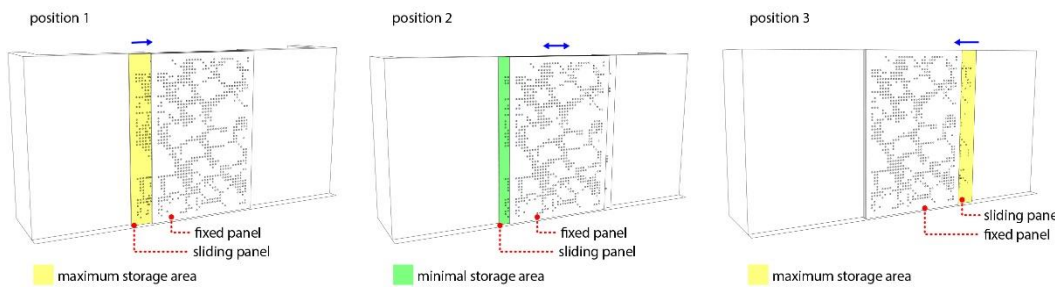 position 1
position 2
position 3
fixed panel
sliding panel
maximum storage area
fixed panel
sliding panel
minimal storage area
sliding pane
fixed panel
maximum storage area